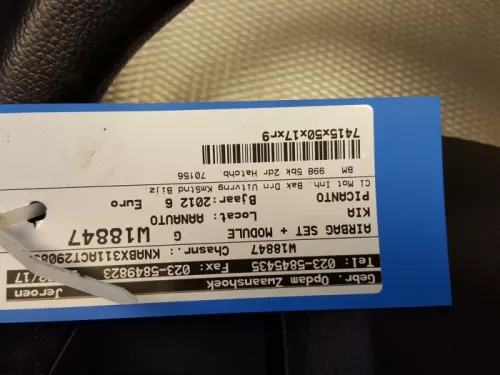 Gebr. Opdam Zwaanshoek
Tel: 023-5845435 Fax: 023-5849823 /17
Jeroen
W18847 Chasnr.: KNABX311ACT2908
AIRBAG SET + MODULE G W18847
KIA Locat: AANAUTO
PICANTO Bjaar:2012 6 Euro
Cl Mot Inh. Bak Drn Uitvrng KmStnd Bijz.
BM 998 5bk 2dr Hatchb. 70156
7415x50x17xr9